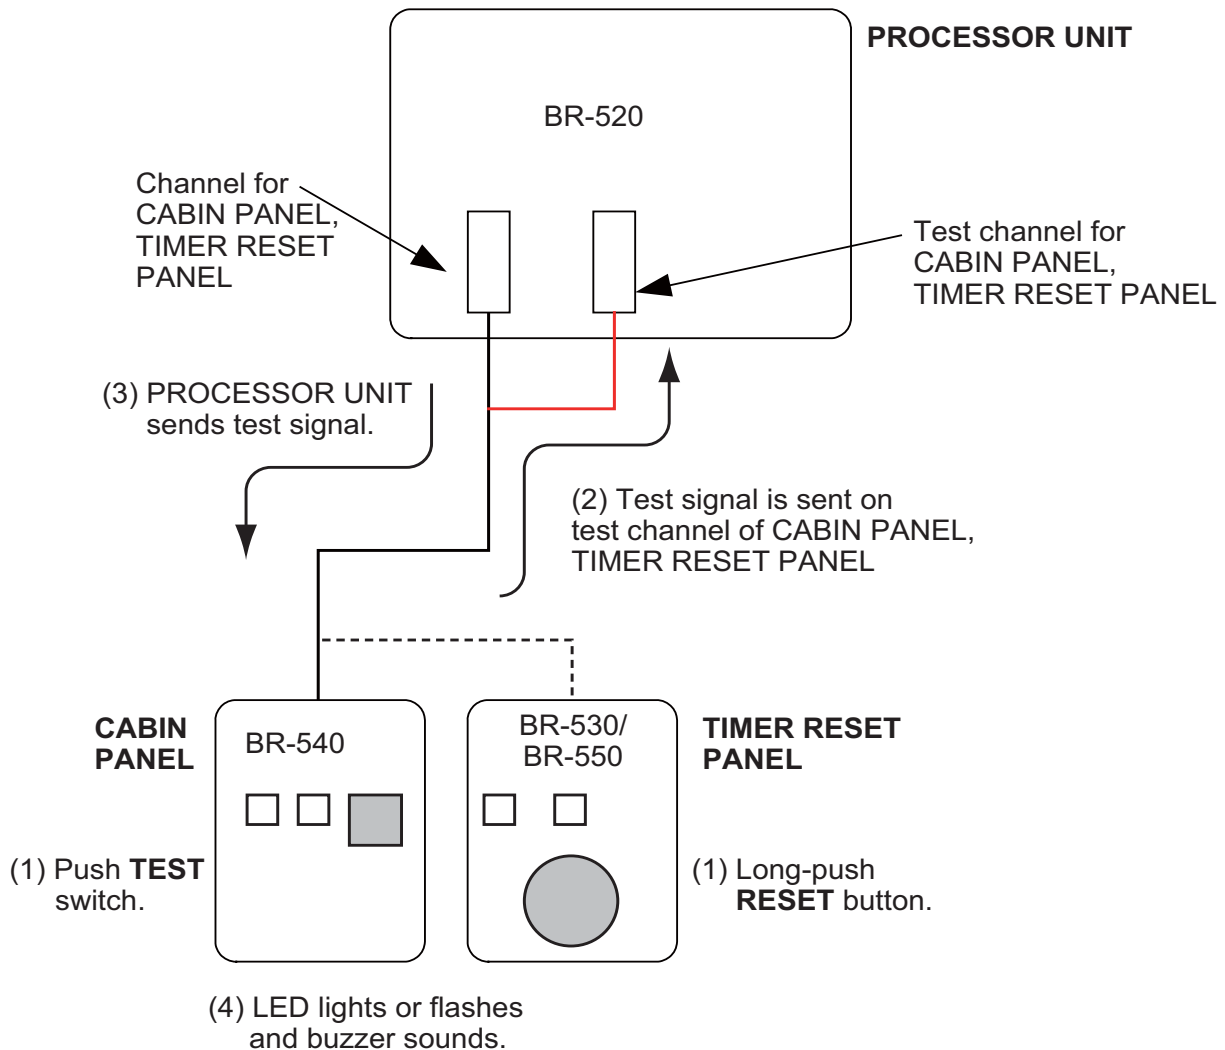 PROCESSOR UNIT
BR-520
Channel for
CABIN PANEL,
TIMER RESET
PANEL
Test channel for
CABIN PANEL,
TIMER RESET PANEL
(3) PROCESSOR UNIT
sends test signal.
(2) Test signal is sent on
test channel of CABIN PANEL,
TIMER RESET PANEL
CABIN
PANEL
BR-540
BR-530/
BR-550
TIMER RESET
PANEL
(1) Push TEST
switch.
(1) Long-push
RESET button.
(4) LED lights or flashes
and buzzer sounds.